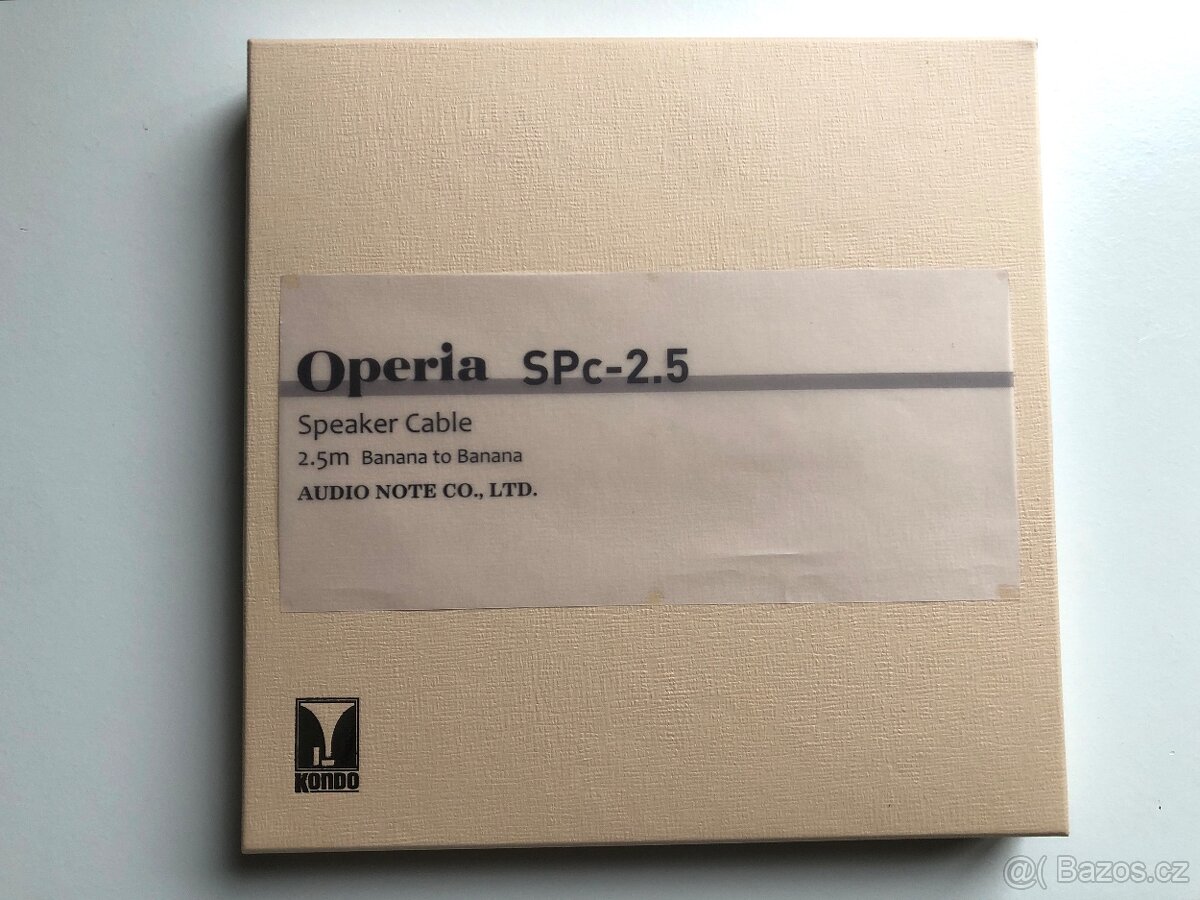 Operia SPc-2.5
Speaker Cable
2.5m Banana to Banana
AUDIO NOTE CO., LTD.
KONDO
@( Bazos.cz